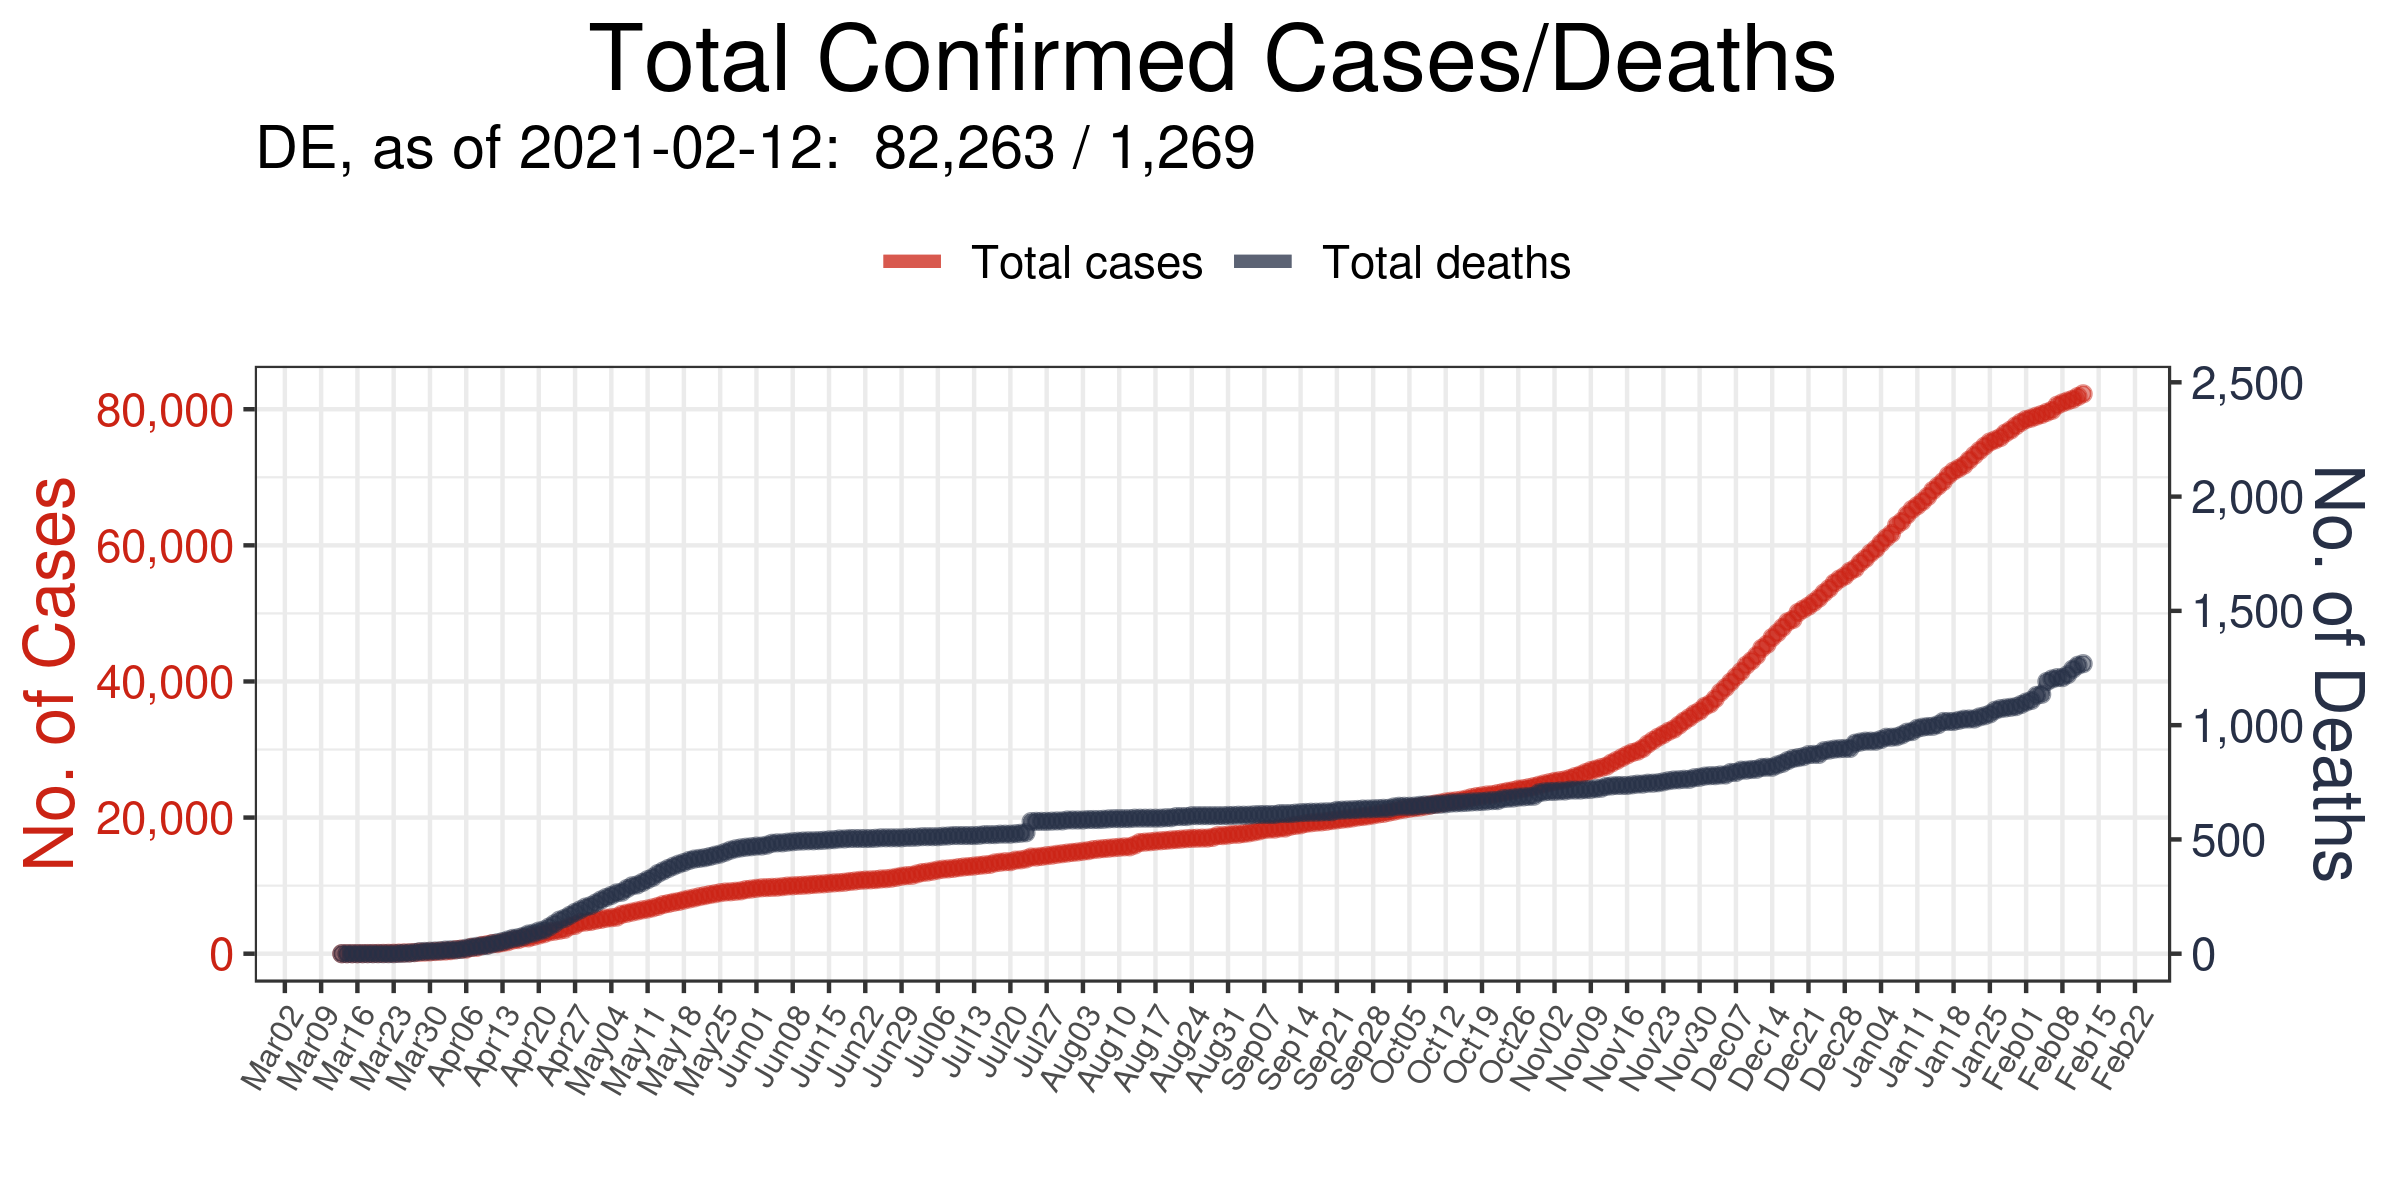 Total Confirmed Cases/Deaths
DE, as of 2021-02-12:  82,263 / 1,269
Total cases
Total deaths
No. of Cases
80,000
60,000
40,000
20,000
0
2,500
2,000
1,500
1,000
500
0
No. of Deaths
Mar02
Mar09
Mar16
Mar23
Mar30
Apr06
Apr13
Apr20
Apr27
May04
May11
May18
May25
Jun01
Jun08
Jun15
Jun22
Jun29
Jul06
Jul13
Jul20
Jul27
Aug03
Aug10
Aug17
Aug24
Aug31
Sep07
Sep14
Sep21
Sep28
Oct05
Oct12
Oct19
Oct26
Nov02
Nov09
Nov16
Nov23
Nov30
Dec07
Dec14
Dec21
Dec28
Jan04
Jan11
Jan18
Jan25
Feb01
Feb08
Feb15
Feb22